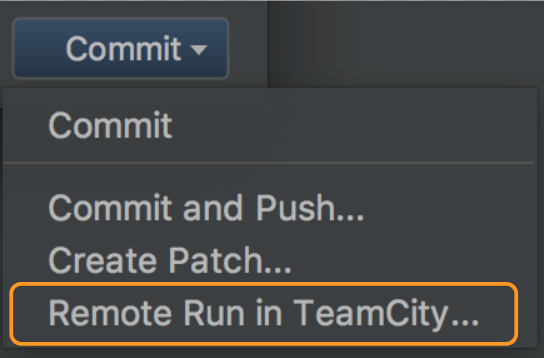 Commit
Commit
Commit and Push...
Create Patch...
Remote Run in TeamCity...